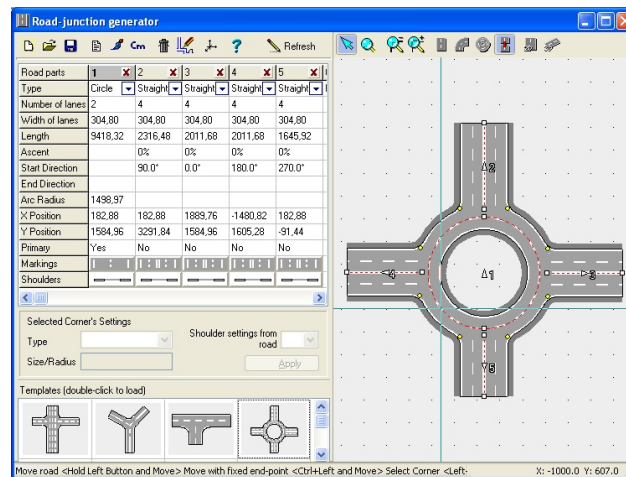 Road-junction generator
Cm ? Refresh
Road parts 1 X 2 X 3 X 4 X 5 X
Type Circle Straight Straight Straight Straight
Number of lanes 2 4 4 4 4
Width of lanes 304,80 304,80 304,80 304,80 304,80
Length 9418,32 2316,48 2011,68 2011,68 1645,92
Ascent 0% 0% 0% 0%
Start Direction 90.0° 0.0° 180.0° 270.0°
End Direction
Arc Radius 1498,97
X Position 182,88 182,88 1889,76 -1480,82 182,88
Y Position 1584,96 3291,84 1584,96 1605,28 -91,44
Primary Yes No No No No
Markings
Shoulders
Selected Corner's Settings
Type
Shoulder settings from
road
Size/Radius
Apply
Templates (double-click to load)
2
4
1
3
5
Move road <Hold Left Button and Move> Move with fixed end-point <Ctrl+Left and Move> Select Corner <Left-
X: -1000.0 Y: 607.0